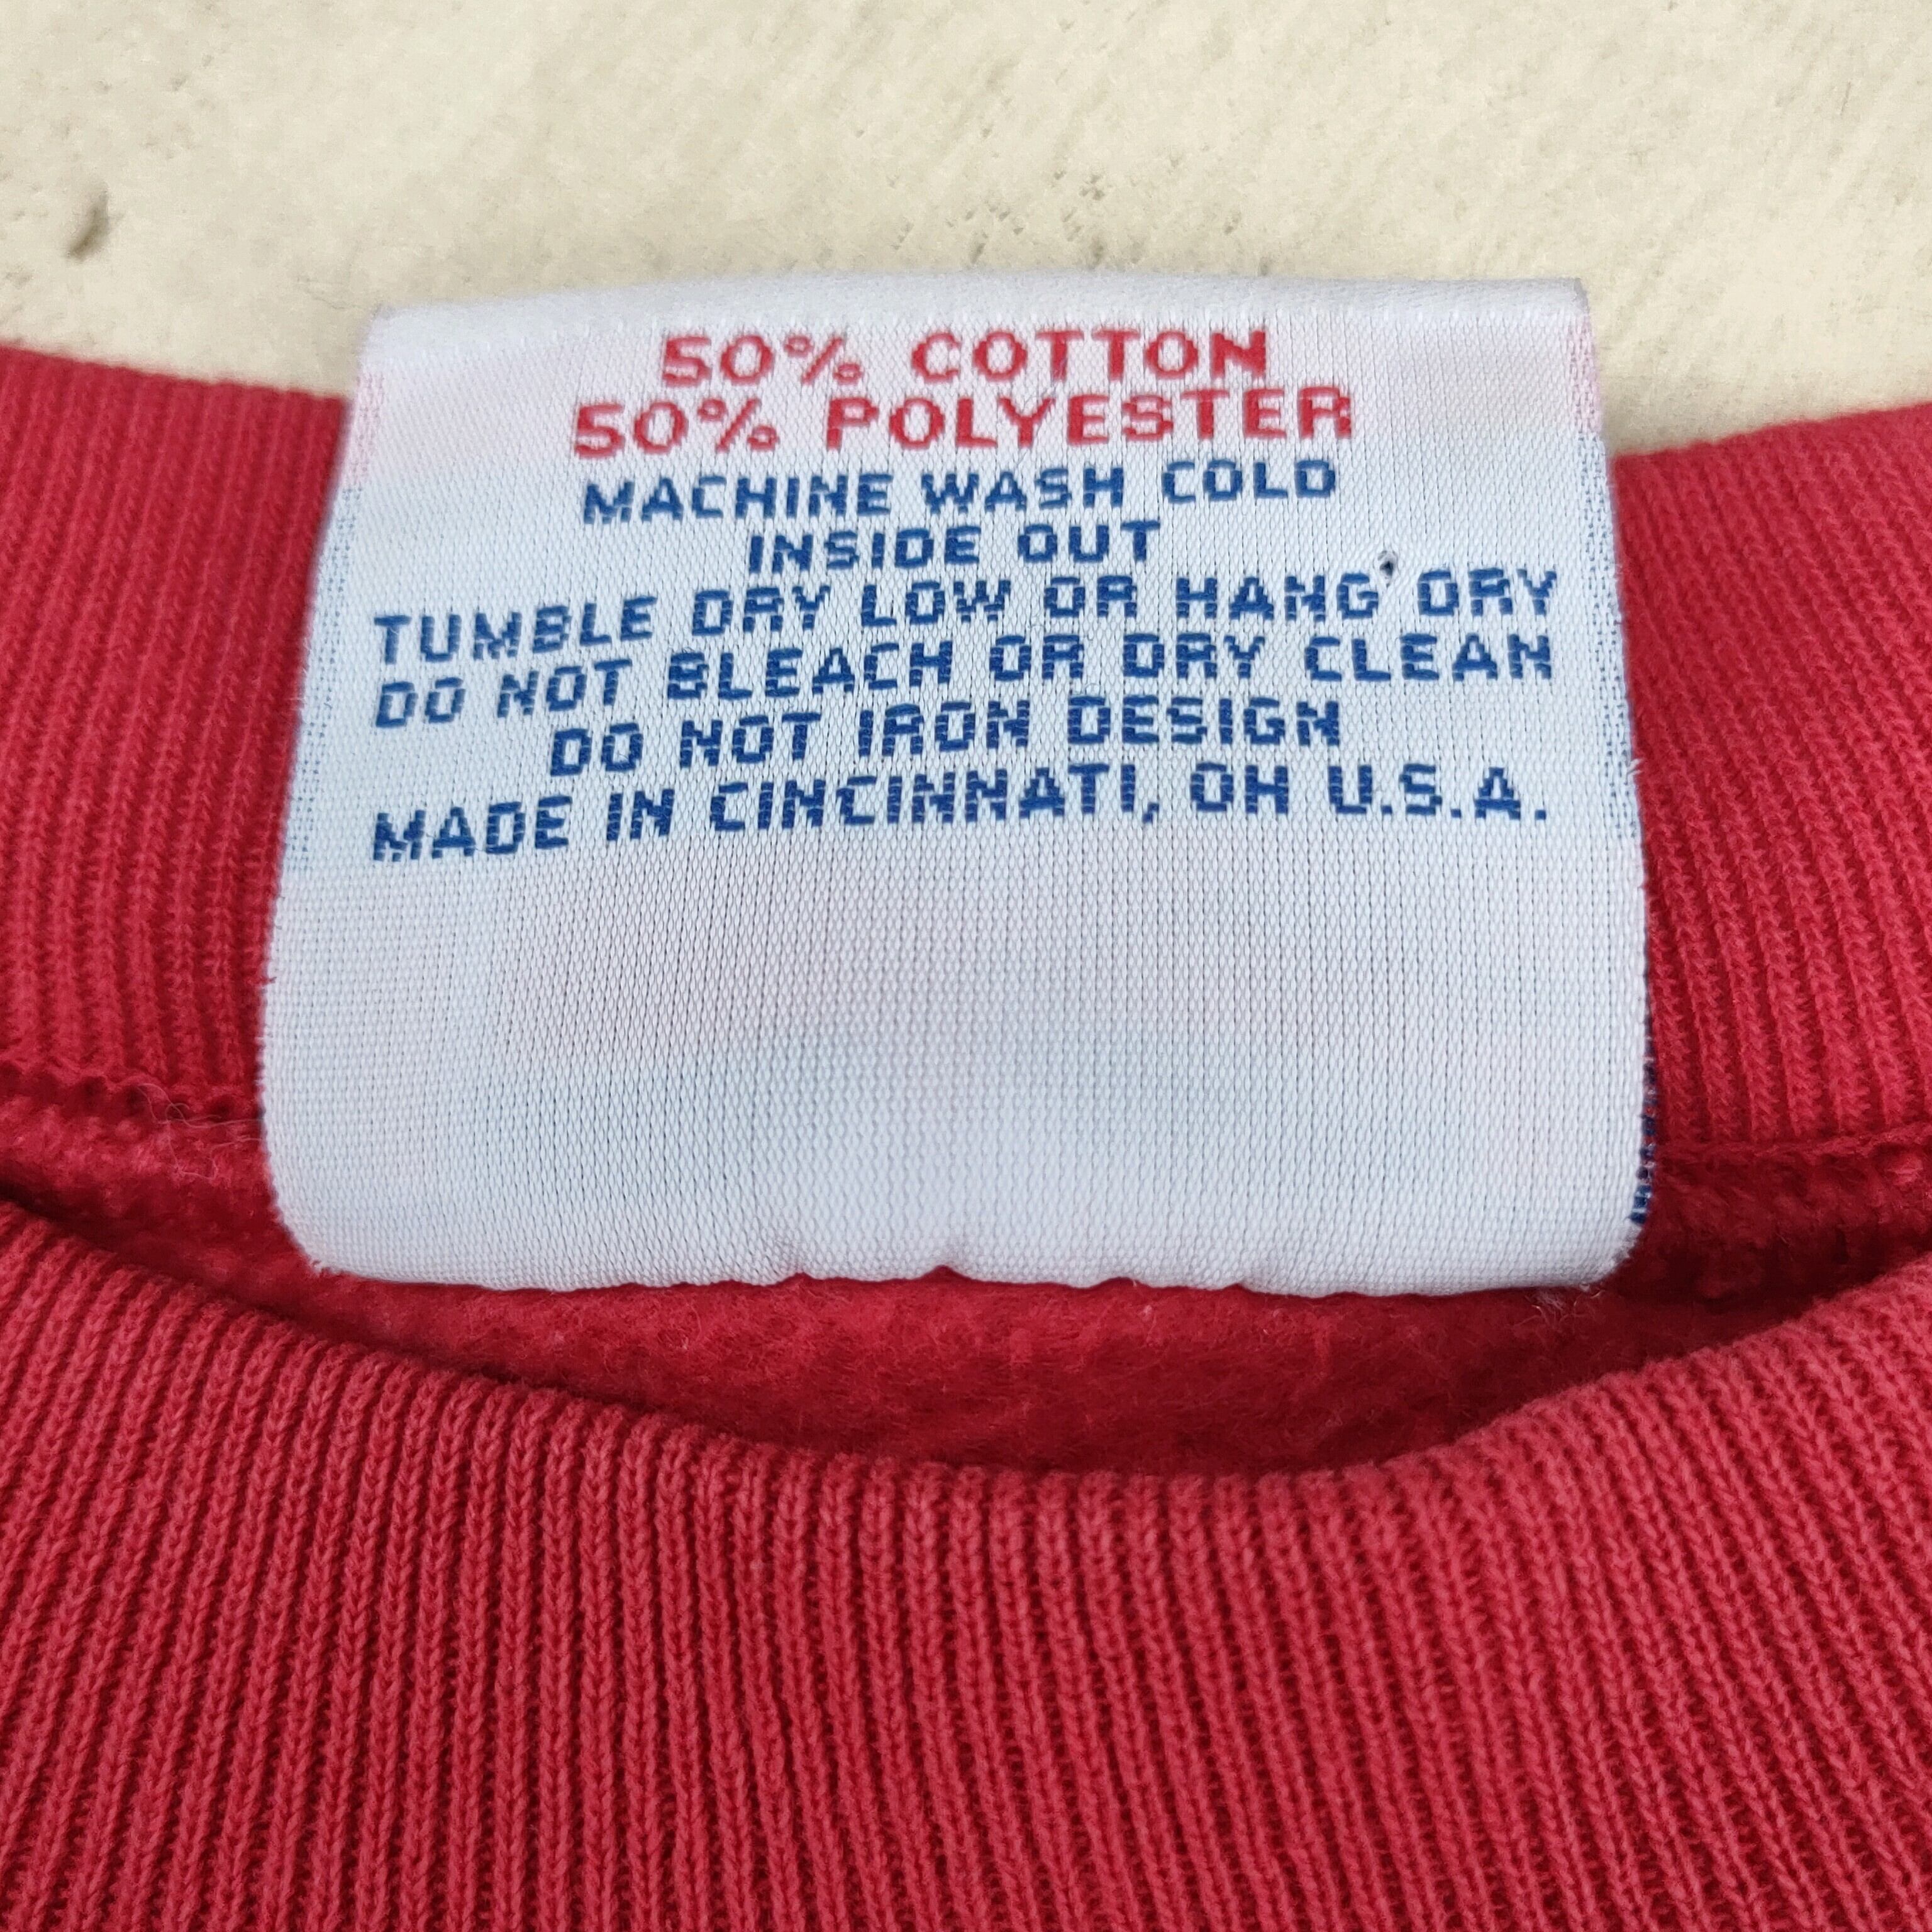 50% COTTON
50% POLYESTER
MACHINE WASH COLD
INSIDE OUT
TUMBLE DRY LOW OR HANG DRY
DO NOT BLEACH OR DRY CLEAN
DO NOT IRON DESIGN
MADE IN CINCINNATI, OH U.S.A.